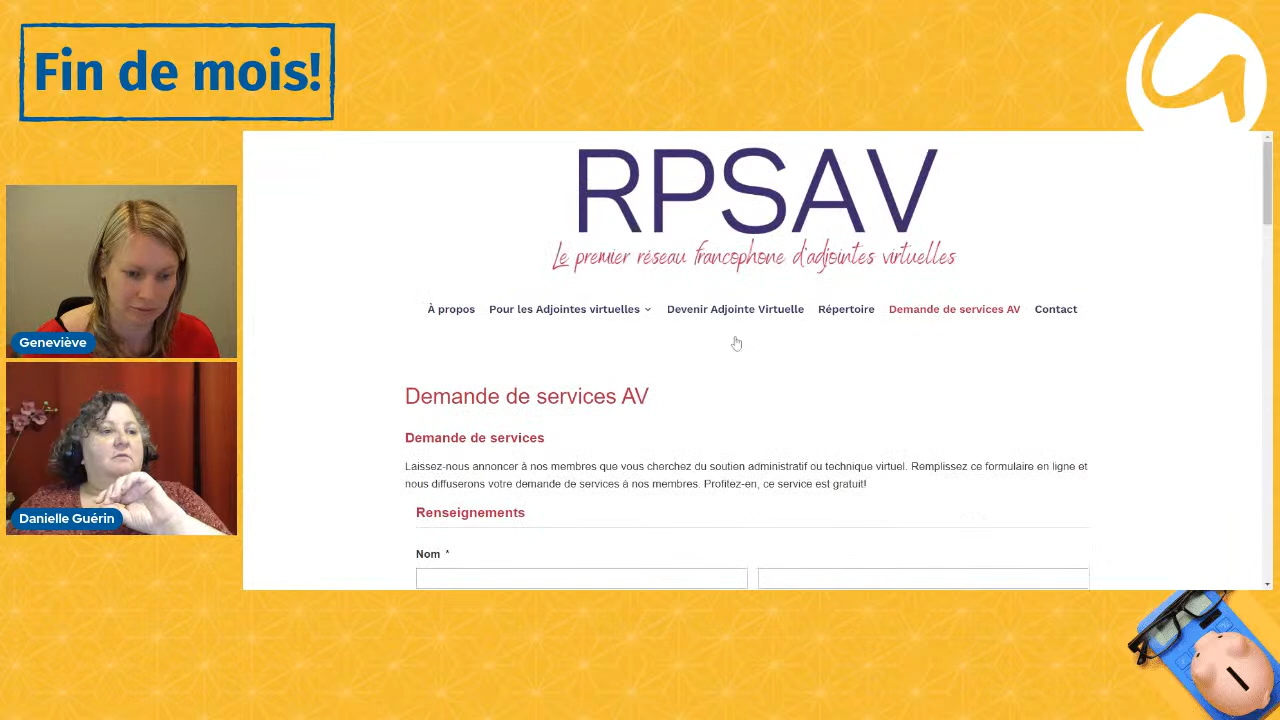 Fin de mois!
Geneviève
Danielle Guérin
RPSAV
Le premier réseau francophone d'adjointes virtuelles
À propos Pour les Adjointes virtuelles Devenir Adjointe Virtuelle Répertoire Demande de services AV Contact
Demande de services AV
Demande de services
Laissez-nous annoncer à nos membres que vous cherchez du soutien administratif ou technique virtuel. Remplissez ce formulaire en ligne et
nous diffuserons votre demande de services à nos membres. Profitez-en, ce service est gratuit!
Renseignements
Nom *